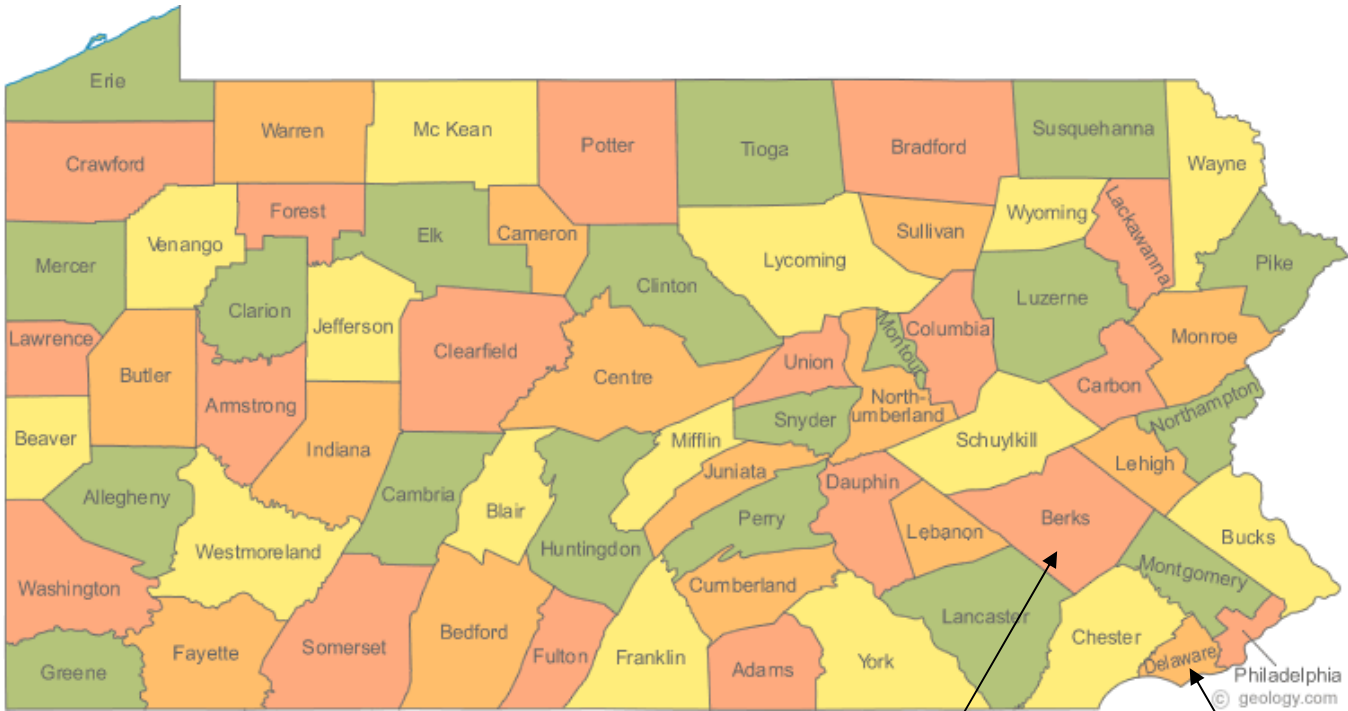 Erie
Warren
Mc Kean
Potter
Tioga
Bradford
Susquehanna
Wayne
Crawford
Forest
Venango
Elk
Cameron
Sullivan
Wyoming
Lackawanna
Pike
Mercer
Clarion
Jefferson
Clinton
Lycoming
Luzerne
Lawrence
Butler
Clearfield
Centre
Union
Montour
Columbia
Monroe
Armstrong
Indiana
Snyder
North-
umberland
Carbon
Northampton
Beaver
Mifflin
Juniata
Schuylkill
Lehigh
Allegheny
Cambria
Blair
Huntingdon
Perry
Dauphin
Lebanon
Berks
Bucks
Westmoreland
Montgomery
Washington
Cumberland
Lancaster
Chester
Greene
Fayette
Somerset
Bedford
Fulton
Franklin
Adams
York
Delaware
Philadelphia
© geology.com